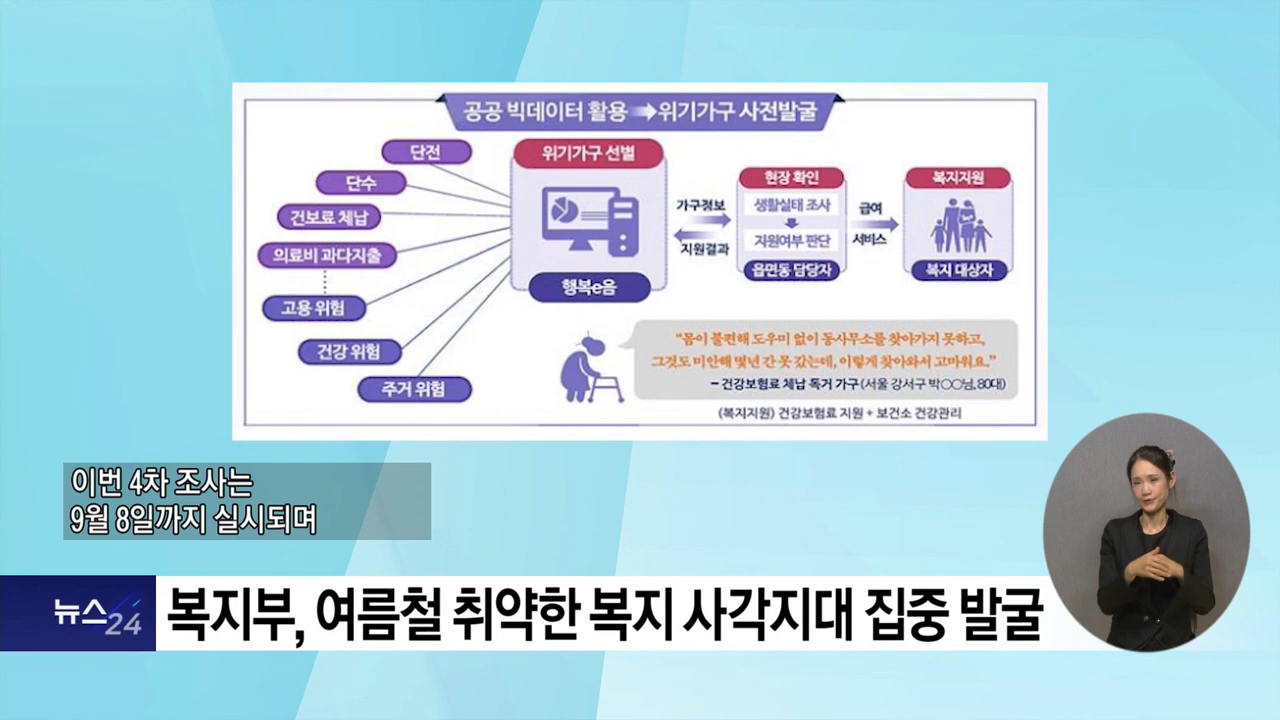 공공 빅데이터 활용 ➡ 위기가구 사전발굴
단전
단수
건보료 체납
의료비 과다지출
고용 위험
건강 위험
주거 위험
위기가구 선별
행복e음
가구정보
지원결과
현장 확인
생활실태 조사
지원여부 판단
읍면동 담당자
급여
서비스
복지지원
복지 대상자
“몸이 불편해 도우미 없이 동사무소를 찾아가지 못하고,
그것도 미안해 몇년 간 못 갔는데, 이렇게 찾아와서 고마워요.”
– 건강보험료 체납 독거 가구 (서울 강서구 박○○님, 80대)
(복지지원) 건강보험료 지원 + 보건소 건강관리
이번 4차 조사는
9월 8일까지 실시되며
뉴스24
복지부, 여름철 취약한 복지 사각지대 집중 발굴